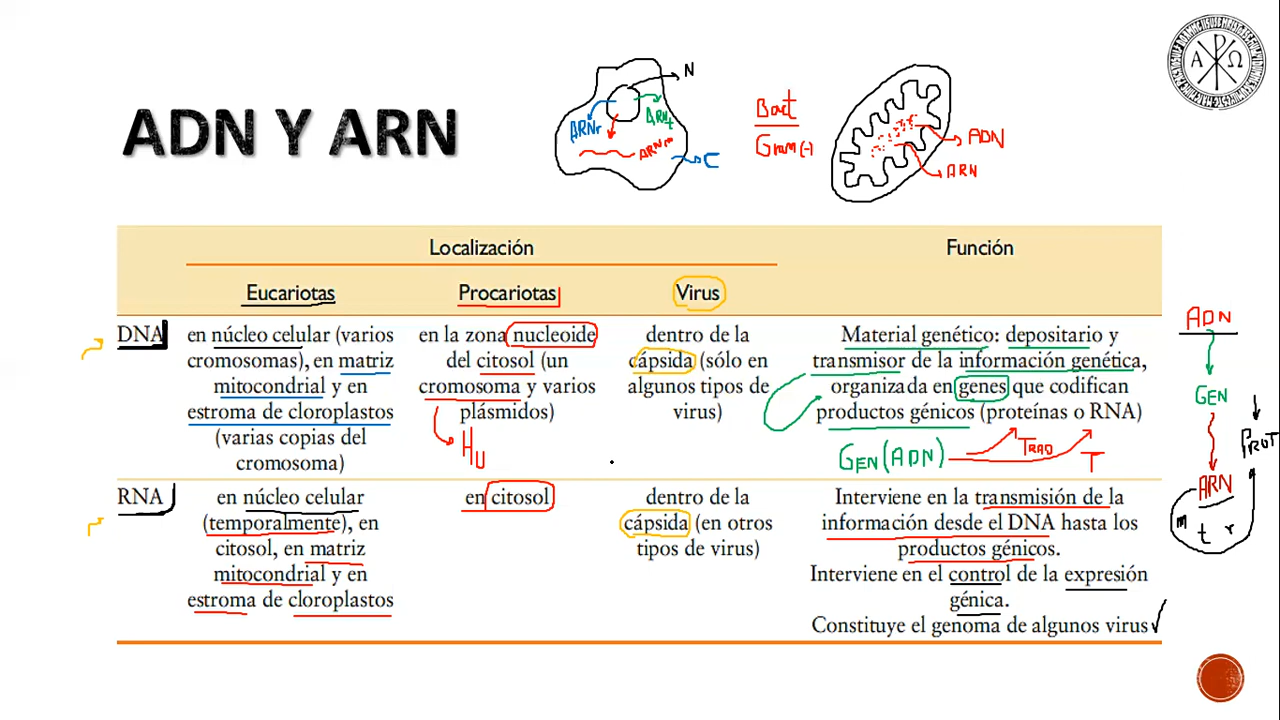 ADN Y ARN
N
ARNr
ARNt
ARNm
C
Bact
Gram (-)
ADN
ARN
A Ω
Localización
Función
Eucariotas
Procariotas
Virus
DNA
en núcleo celular (varios
cromosomas), en matriz
mitocondrial y en
estroma de cloroplastos
(varias copias del
cromosoma)
en la zona nucleoide
del citosol (un
cromosoma y varios
plásmidos)
HU
dentro de la
cápsida (sólo en
algunos tipos de
virus)
Material genético: depositario y
transmisor de la información genética,
organizada en genes que codifican
productos génicos (proteínas o RNA)
GEN (ADN)
TRAD
T
RNA
en núcleo celular
(temporalmente), en
citosol, en matriz
mitocondrial y en
estroma de cloroplastos
en citosol
dentro de la
cápsida (en otros
tipos de virus)
Interviene en la transmisión de la
información desde el DNA hasta los
productos génicos.
Interviene en el control de la expresión
génica.
Constituye el genoma de algunos virus
ADN
GEN
PROT
ARN
m t r